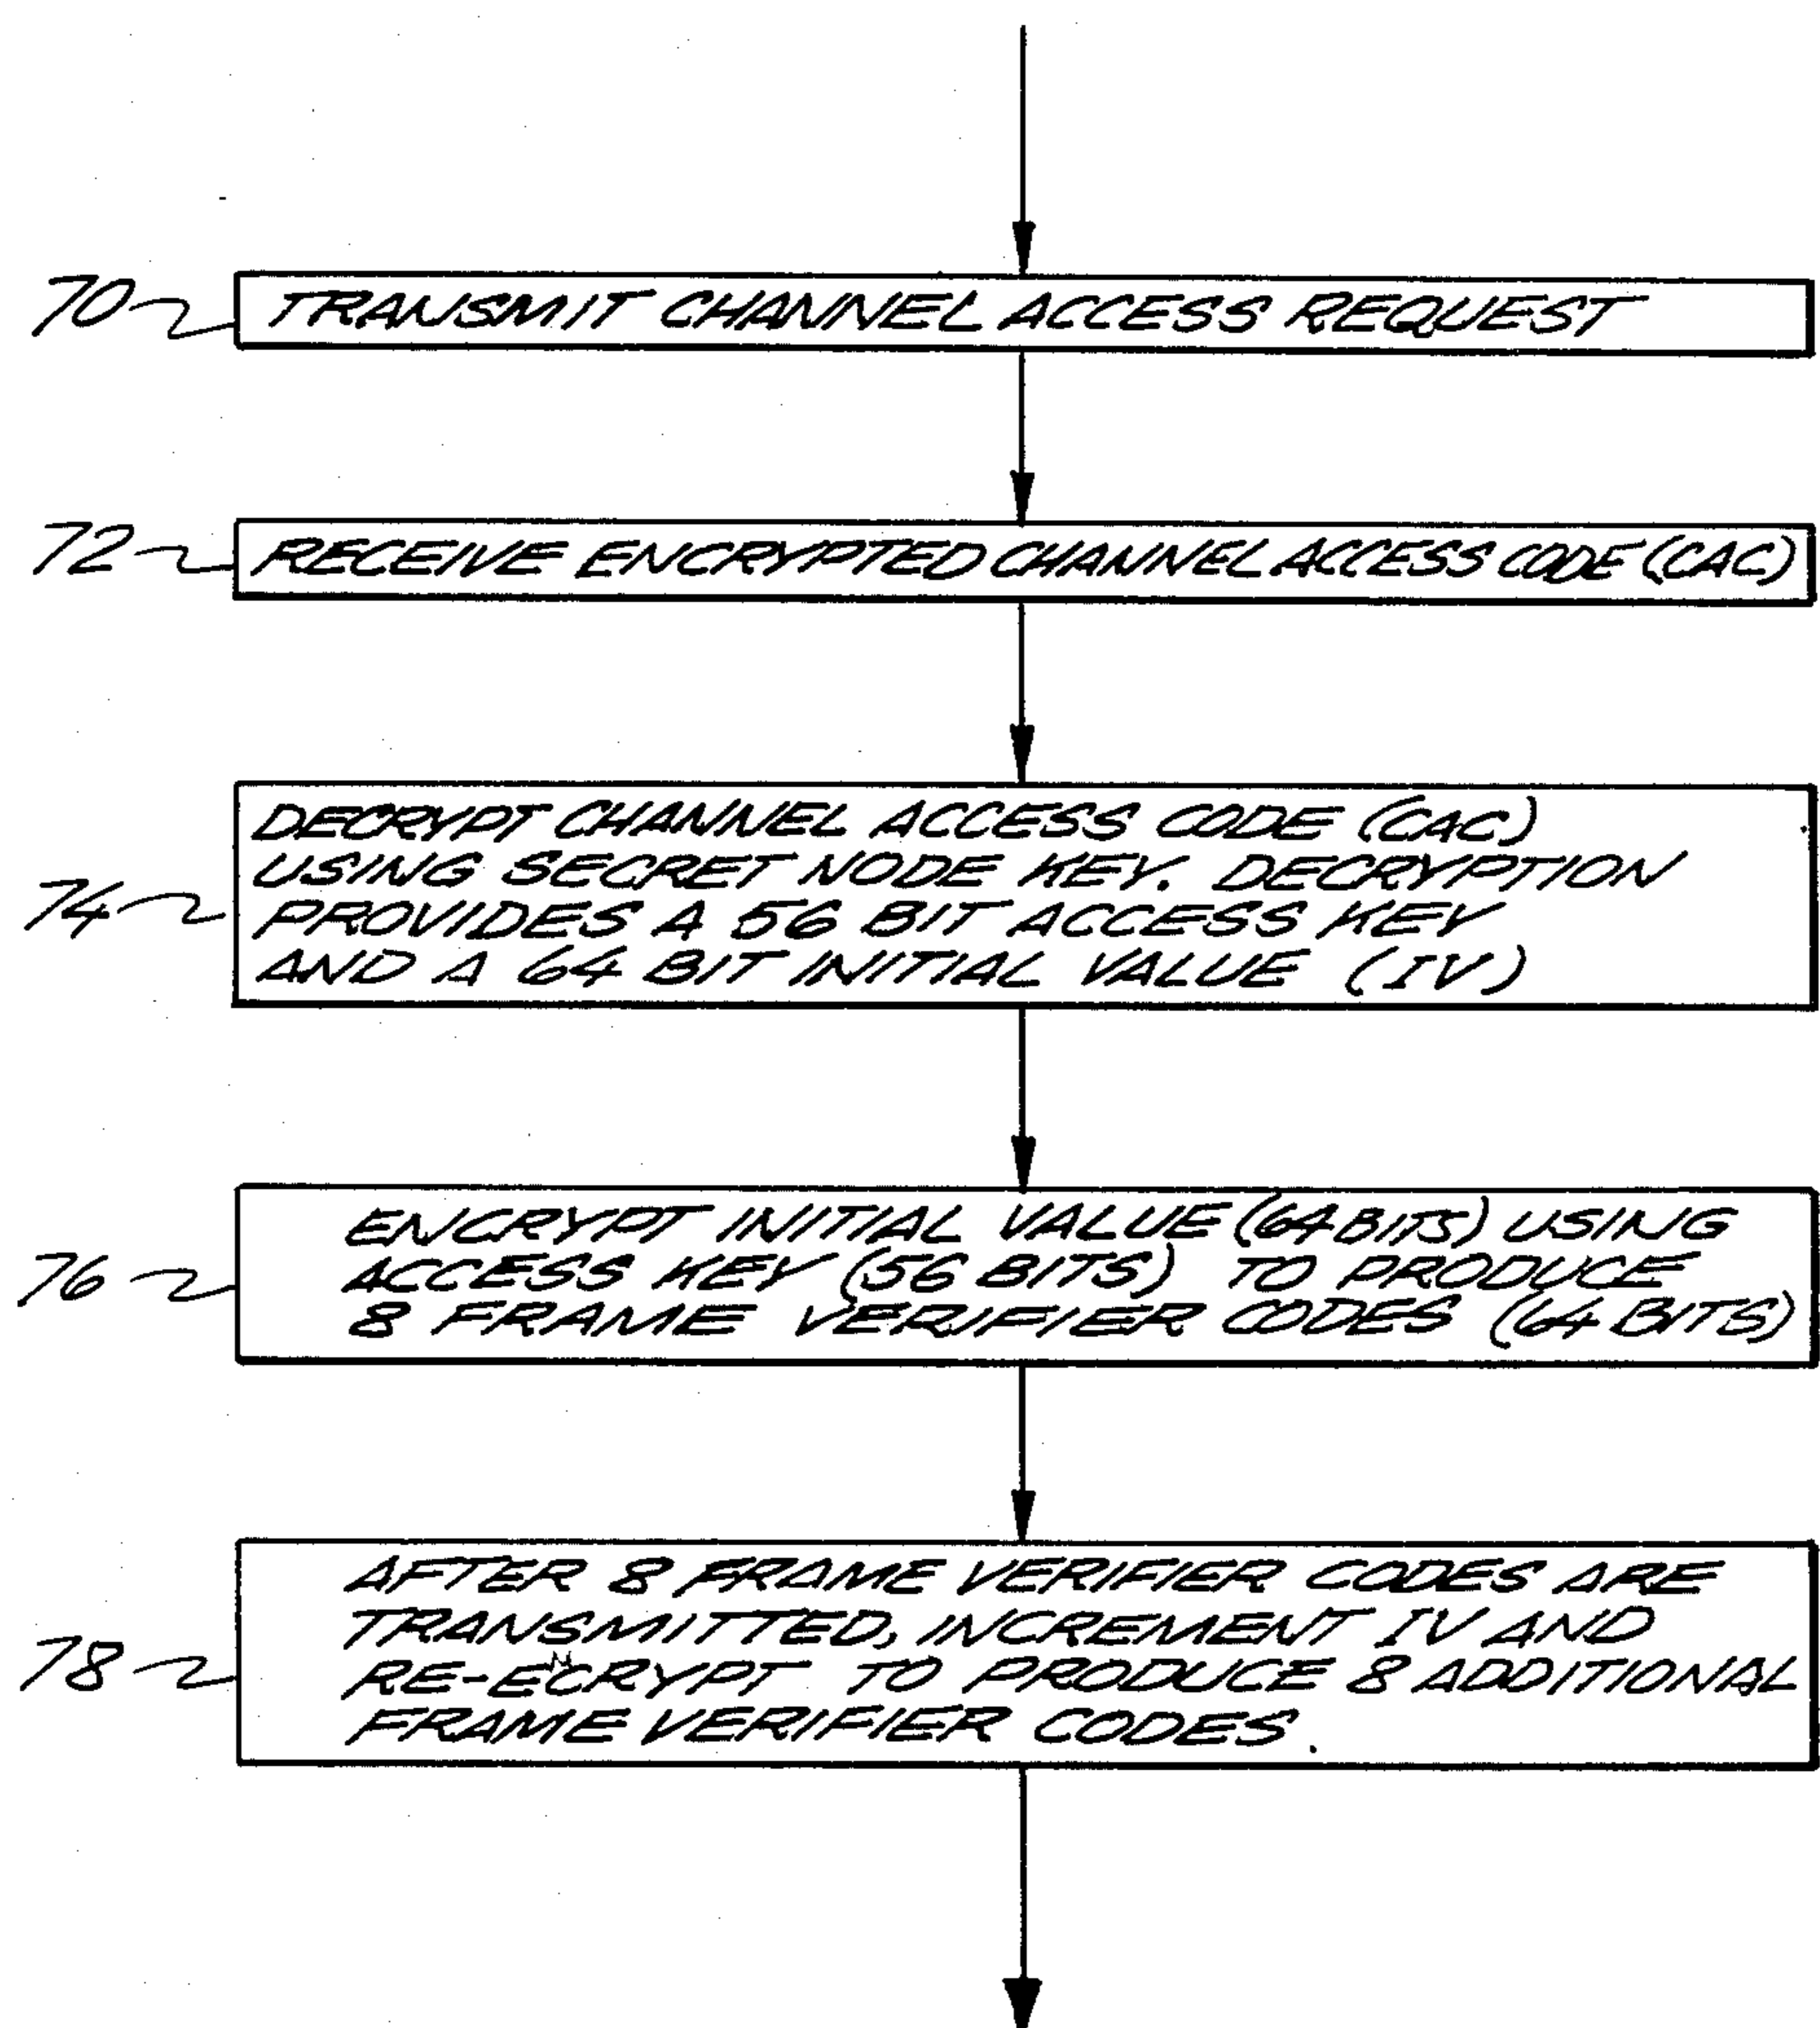 70 TRANSMIT CHANNEL ACCESS REQUEST
72 RECEIVE ENCRYPTED CHANNEL ACCESS CODE (CAC)
DECRYPT CHANNEL ACCESS CODE (CAC)
USING SECRET NODE KEY. DECRYPTION
74 PROVIDES A 56 BIT ACCESS KEY
AND A 64 BIT INITIAL VALUE (IV)
ENCRYPT INITIAL VALUE (64 BITS) USING
76 ACCESS KEY (56 BITS) TO PRODUCE
8 FRAME VERIFIER CODES (64 BITS)
AFTER 8 FRAME VERIFIER CODES ARE
TRANSMITTED, INCREMENT IV AND
78 RE-ENCRYPT TO PRODUCE 8 ADDITIONAL
FRAME VERIFIER CODES.